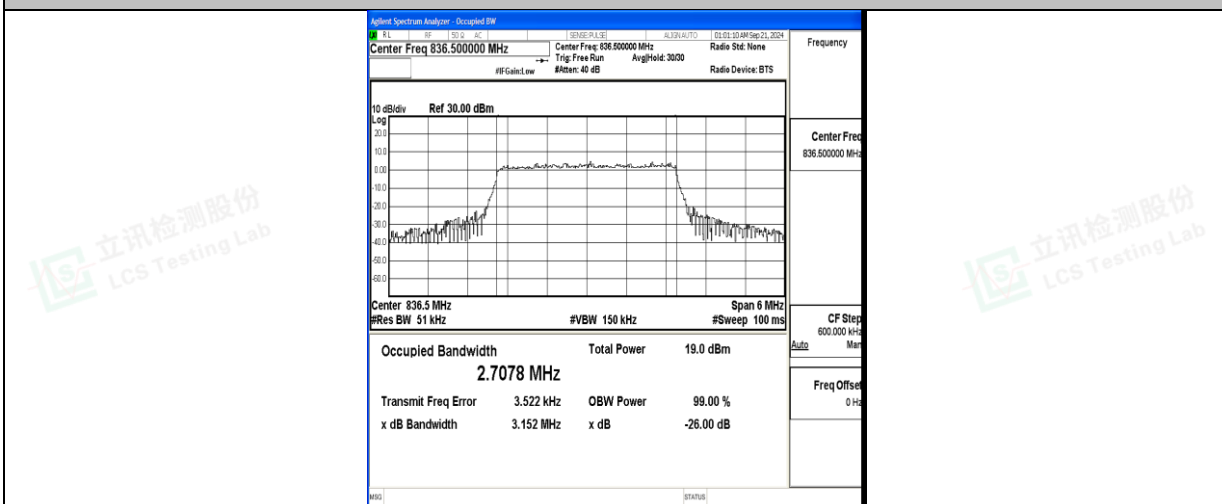 Agilent Spectrum Analyzer - Occupied BW
RL RF 50 Ω AC SENSE:PULSE ALIGN AUTO 01:01:10 AM Sep 21, 2024
Center Freq 836.500000 MHz
Center Freq: 836.500000 MHz
Radio Std: None
Trig: Free Run Avg|Hold: 30/30
#IFGain:Low #Atten: 40 dB Radio Device: BTS
10 dB/div Ref 30.00 dBm
Log
20.0
10.0
0.00
-10.0
-20.0
-30.0
-40.0
-50.0
-60.0
Center 836.5 MHz Span 6 MHz
#Res BW 51 kHz #VBW 150 kHz #Sweep 100 ms
Occupied Bandwidth Total Power 19.0 dBm
2.7078 MHz
Transmit Freq Error 3.522 kHz OBW Power 99.00 %
x dB Bandwidth 3.152 MHz x dB -26.00 dB
MSG STATUS
Frequency
Center Freq
836.500000 MHz
CF Step
600.000 kHz
Auto Man
Freq Offset
0 Hz
立讯检测股份
LCS Testing Lab
立讯检测股份
LCS Testing Lab